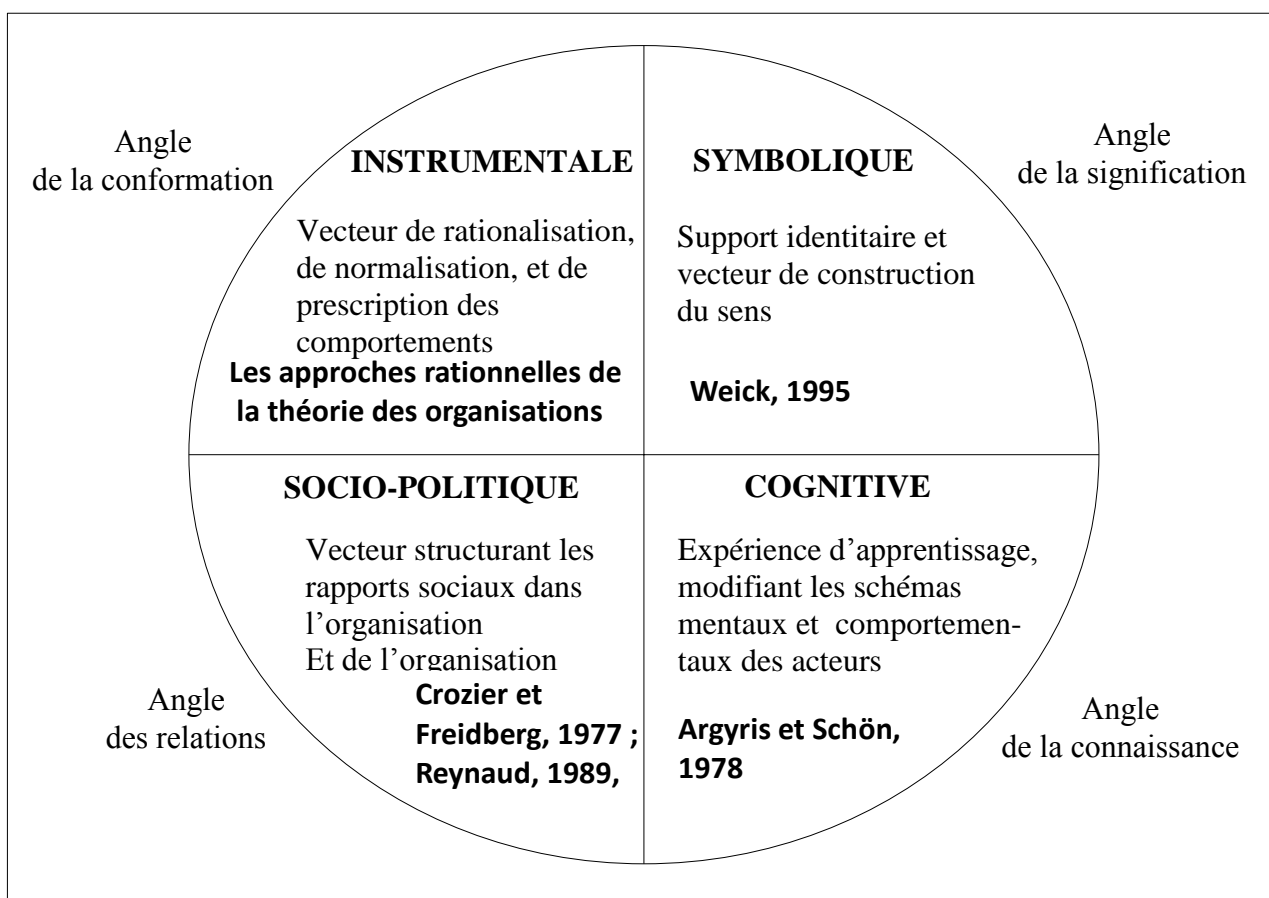 Angle
de la conformation
INSTRUMENTALE
Vecteur de rationalisation,
de normalisation, et de
prescription des
comportements
Les approches rationnelles de
la théorie des organisations
SYMBOLIQUE
Support identitaire et
vecteur de construction
du sens
Weick, 1995
Angle
de la signification
SOCIO-POLITIQUE
Vecteur structurant les
rapports sociaux dans
l’organisation
Et de l’organisation
Crozier et
Freidberg, 1977 ;
Reynaud, 1989,
Angle
des relations
COGNITIVE
Expérience d’apprentissage,
modifiant les schémas
mentaux et comportemen-
taux des acteurs
Argyris et Schön,
1978
Angle
de la connaissance